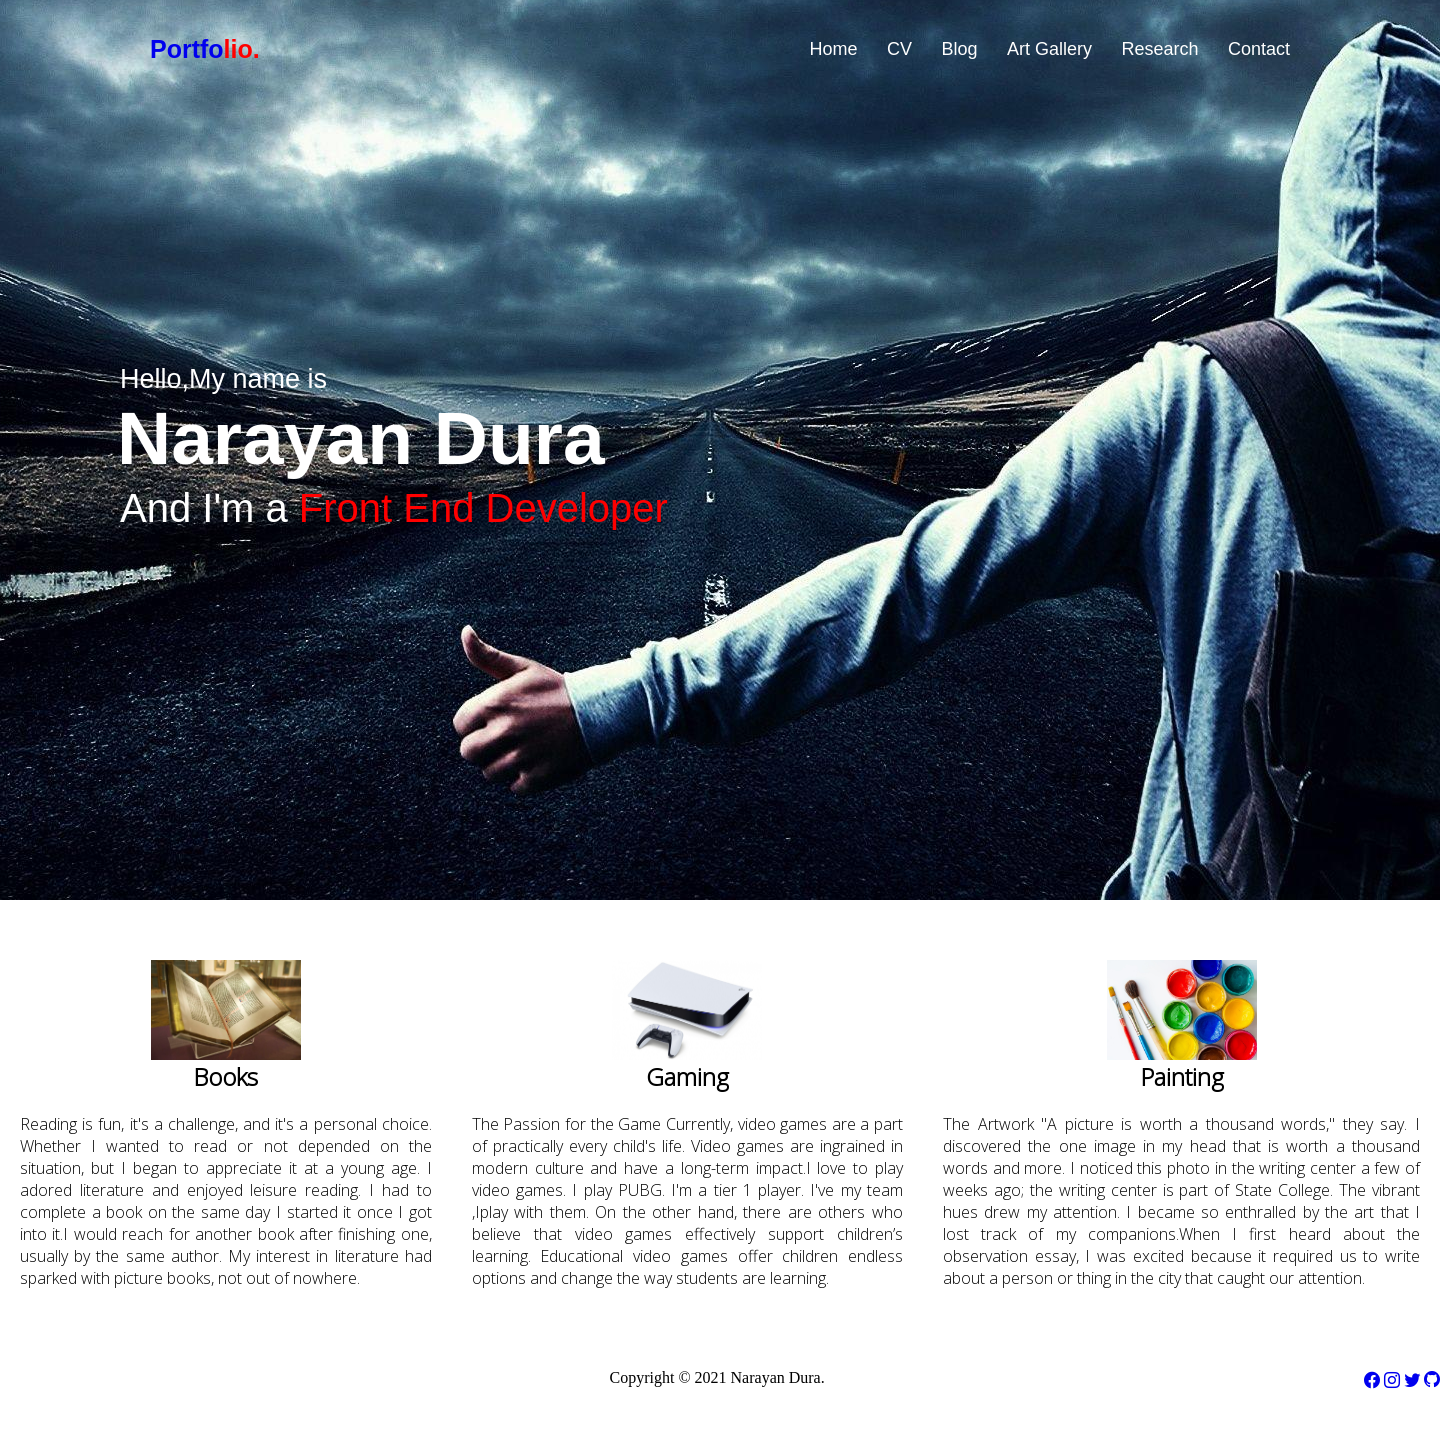 Portfolio.
Home CV Blog Art Gallery Research Contact
Hello,My name is
Narayan Dura
And I'm a Front End Developer
Books
Reading is fun, it's a challenge, and it's a personal choice.
Whether I wanted to read or not depended on the
situation, but I began to appreciate it at a young age. I
adored literature and enjoyed leisure reading. I had to
complete a book on the same day I started it once I got
into it.I would reach for another book after finishing one,
usually by the same author. My interest in literature had
sparked with picture books, not out of nowhere.
Gaming
The Passion for the Game Currently, video games are a part
of practically every child's life. Video games are ingrained in
modern culture and have a long-term impact.I love to play
video games. I play PUBG. I'm a tier 1 player. I've my team
,Iplay with them. On the other hand, there are others who
believe that video games effectively support children’s
learning. Educational video games offer children endless
options and change the way students are learning.
Painting
The Artwork "A picture is worth a thousand words," they say. I
discovered the one image in my head that is worth a thousand
words and more. I noticed this photo in the writing center a few of
weeks ago; the writing center is part of State College. The vibrant
hues drew my attention. I became so enthralled by the art that I
lost track of my companions.When I first heard about the
observation essay, I was excited because it required us to write
about a person or thing in the city that caught our attention.
Copyright © 2021 Narayan Dura.